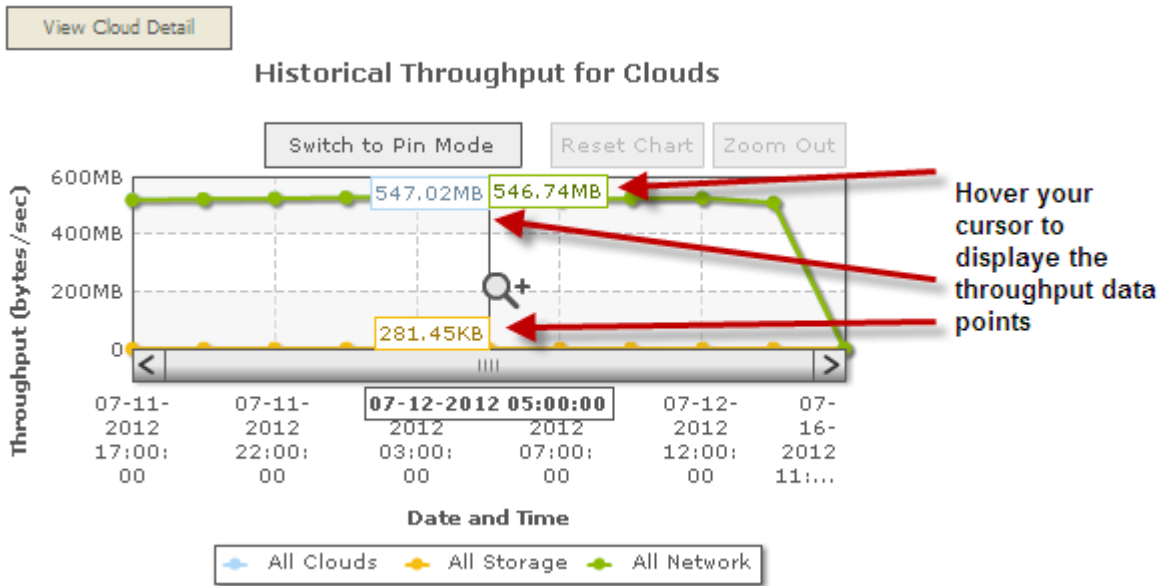 View Cloud Detail
Historical Throughput for Clouds
Switch to Pin Mode
Reset Chart
Zoom Out
Throughput (bytes/sec)
600MB
400MB
200MB
0
547.02MB
546.74MB
281.45KB
Hover your
cursor to
displaye the
throughput data
points
07-11-
2012
17:00:
00
07-11-
2012
22:00:
00
07-12-2012 05:00:00
2012
03:00:
00
2012
07:00:
00
07-12-
2012
12:00:
00
07-
16-
2012
11:...
Date and Time
All Clouds
All Storage
All Network